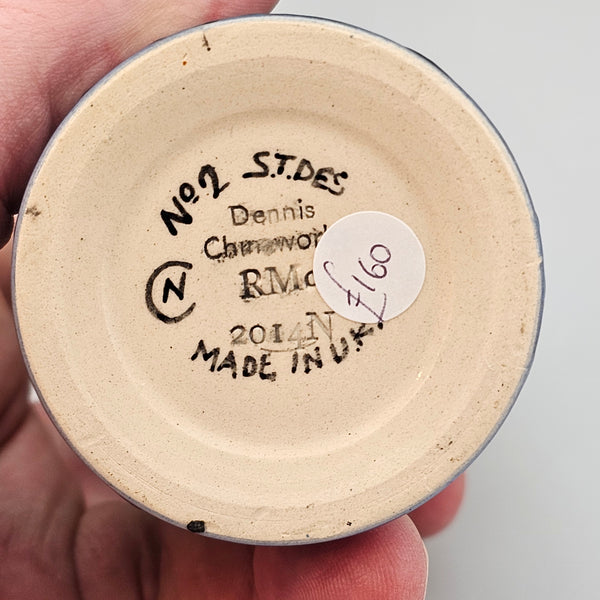 No 2 S.T.DES
Dennis
RMc
2014N
N
MADE IN U.K.
£160